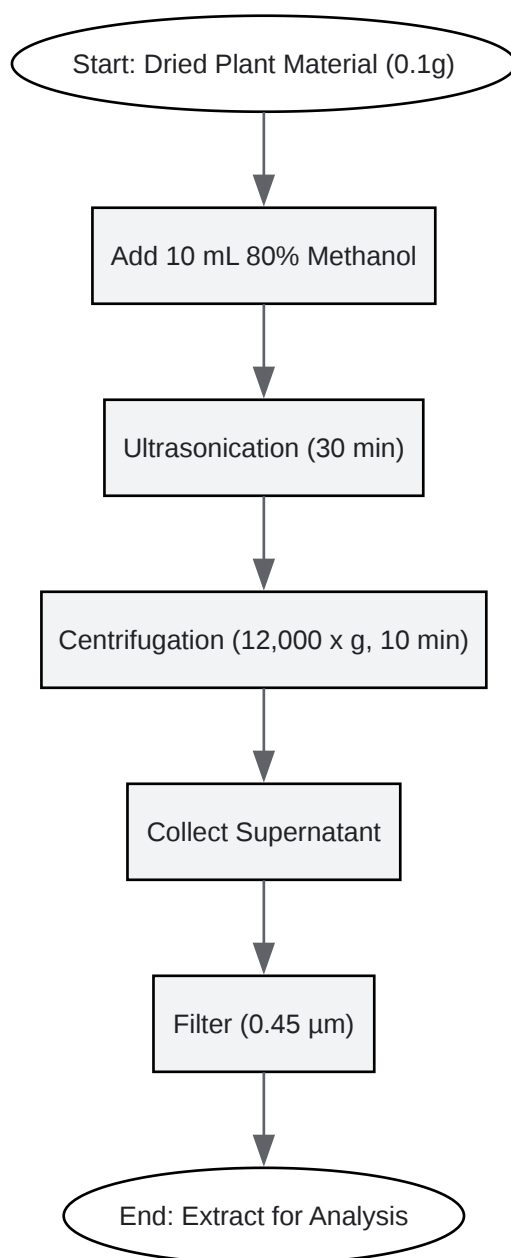 Start: Dried Plant Material (0.1g)
Add 10 mL 80% Methanol
Ultrasonication (30 min)
Centrifugation (12,000 x g, 10 min)
Collect Supernatant
Filter (0.45 µm)
End: Extract for Analysis